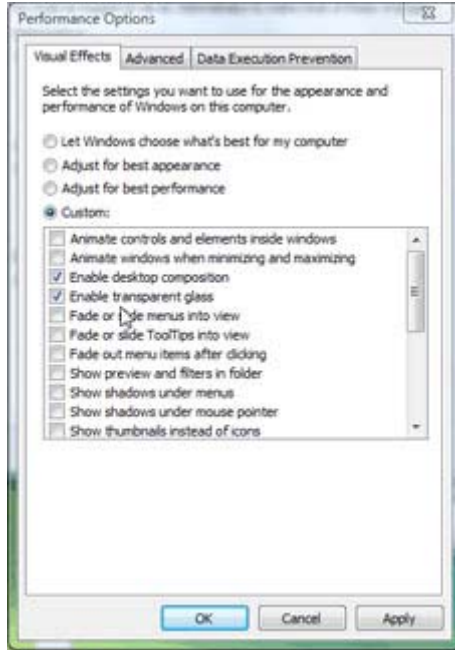 Performance Options
Visual Effects Advanced Data Execution Prevention
Select the settings you want to use for the appearance and
performance of Windows on this computer.
Let Windows choose what's best for my computer
Adjust for best appearance
Adjust for best performance
Custom:
Animate controls and elements inside windows
Animate windows when minimizing and maximizing
Enable desktop composition
Enable transparent glass
Fade or slide menus into view
Fade or slide ToolTips into view
Fade out menu items after clicking
Show preview and filters in folder
Show shadows under menus
Show shadows under mouse pointer
Show thumbnails instead of icons
OK Cancel Apply